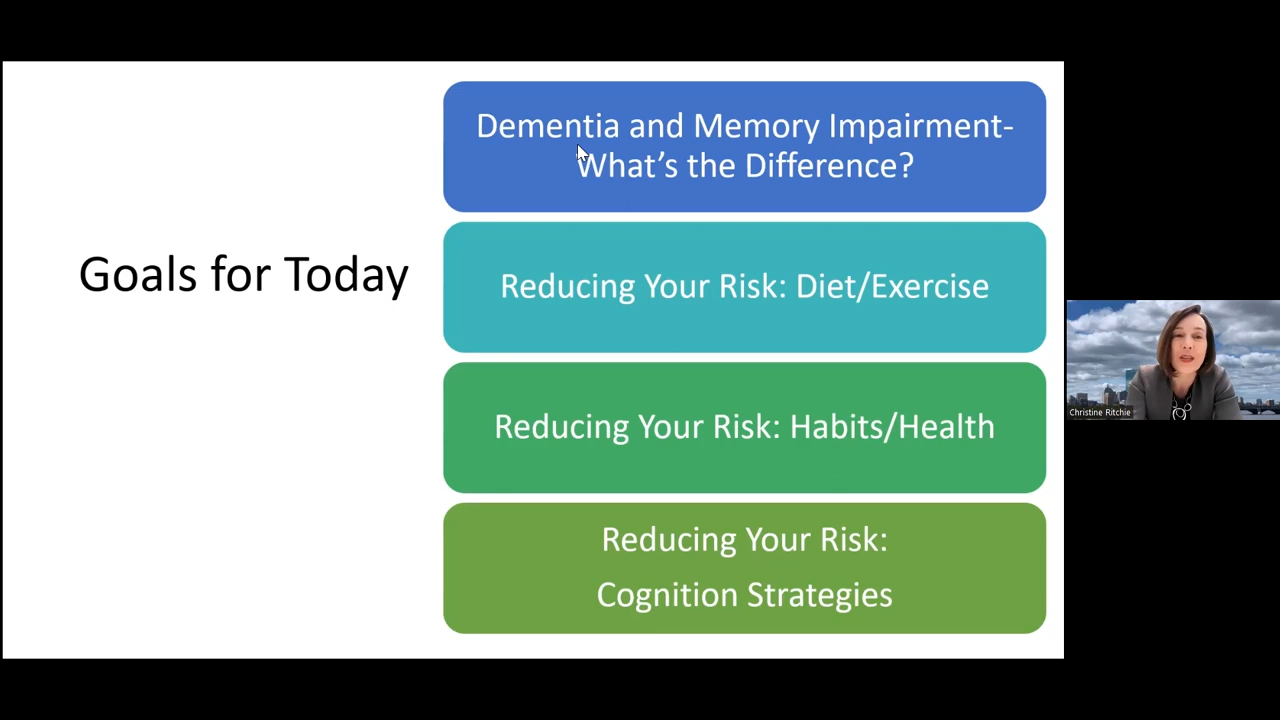 Goals for Today
Dementia and Memory Impairment-
What’s the Difference?
Reducing Your Risk: Diet/Exercise
Reducing Your Risk: Habits/Health
Reducing Your Risk:
Cognition Strategies
Christine Ritchie